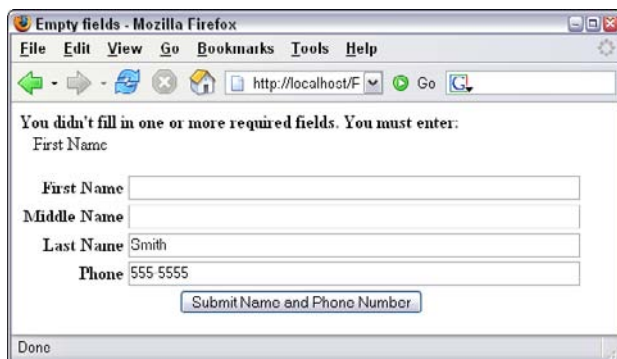 Empty fields - Mozilla Firefox
File Edit View Go Bookmarks Tools Help
http://localhost/F Go G
You didn't fill in one or more required fields. You must enter:
First Name
First Name
Middle Name
Last Name Smith
Phone 555-5555
Submit Name and Phone Number
Done